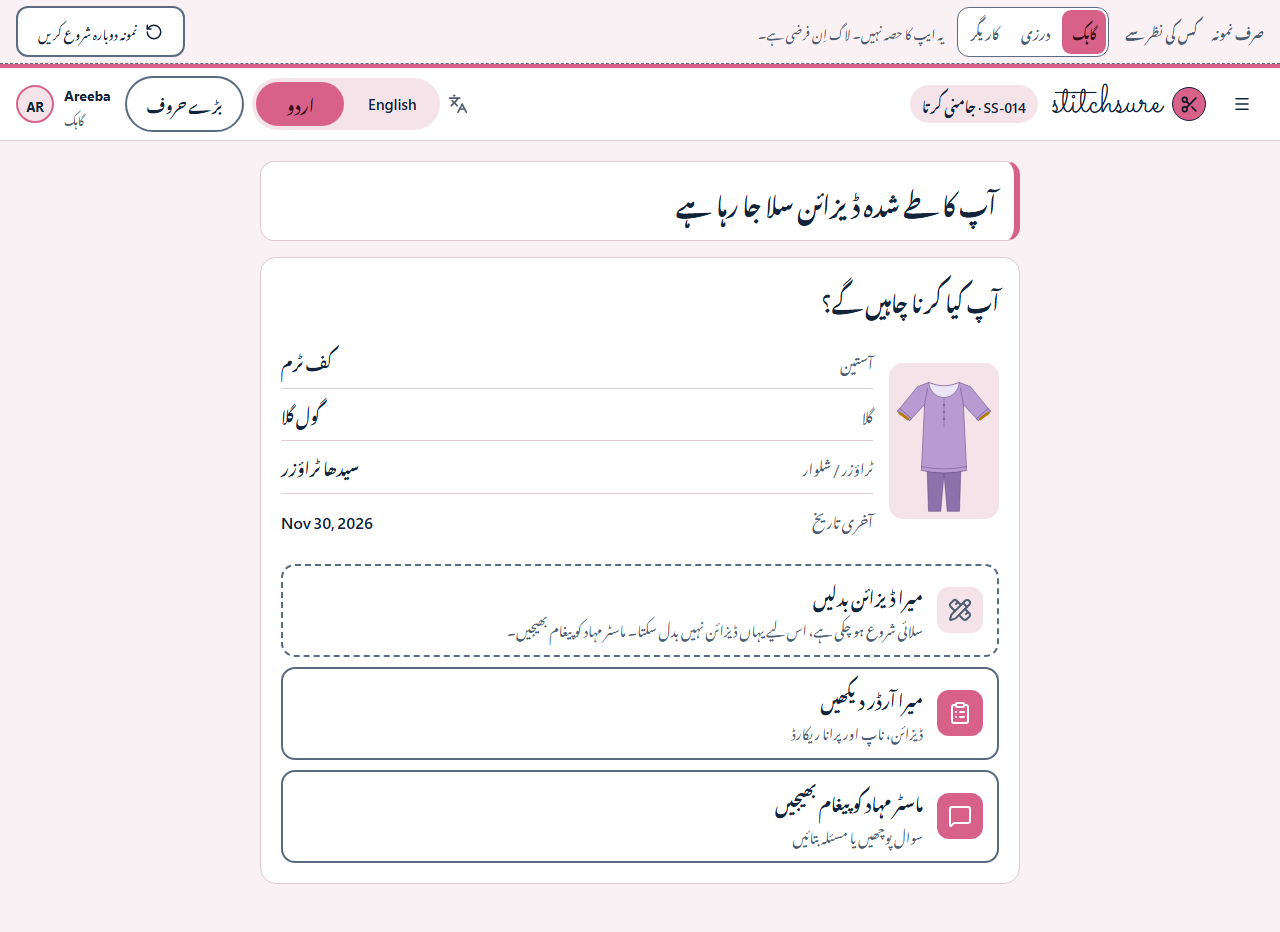 صرف نمونہ کس کی نظر سے گاہک درزی کاریگر یہ ایپ کا حصہ نہیں۔ لاگ اِن فرضی ہے۔ نمونہ دوبارہ شروع کریں
stitchsure SS-014 · جامنی کرتا English اردو بڑے حروف Areeba AR
گاہک
آپ کا طے شدہ ڈیزائن سلا جا رہا ہے
آپ کیا کرنا چاہیں گے؟
آستین کف ٹرم
گلا گول گلا
ٹراؤزر / شلوار سیدھا ٹراؤزر
آخری تاریخ Nov 30, 2026
میرا ڈیزائن بدلیں
سلائی شروع ہو چکی ہے، اس لیے یہاں ڈیزائن نہیں بدل سکتا۔ ماسٹر مہاد کو پیغام بھیجیں۔
میرا آرڈر دیکھیں
ڈیزائن، ناپ اور پرانا ریکارڈ
ماسٹر مہاد کو پیغام بھیجیں
سوال پوچھیں یا مسئلہ بتائیں